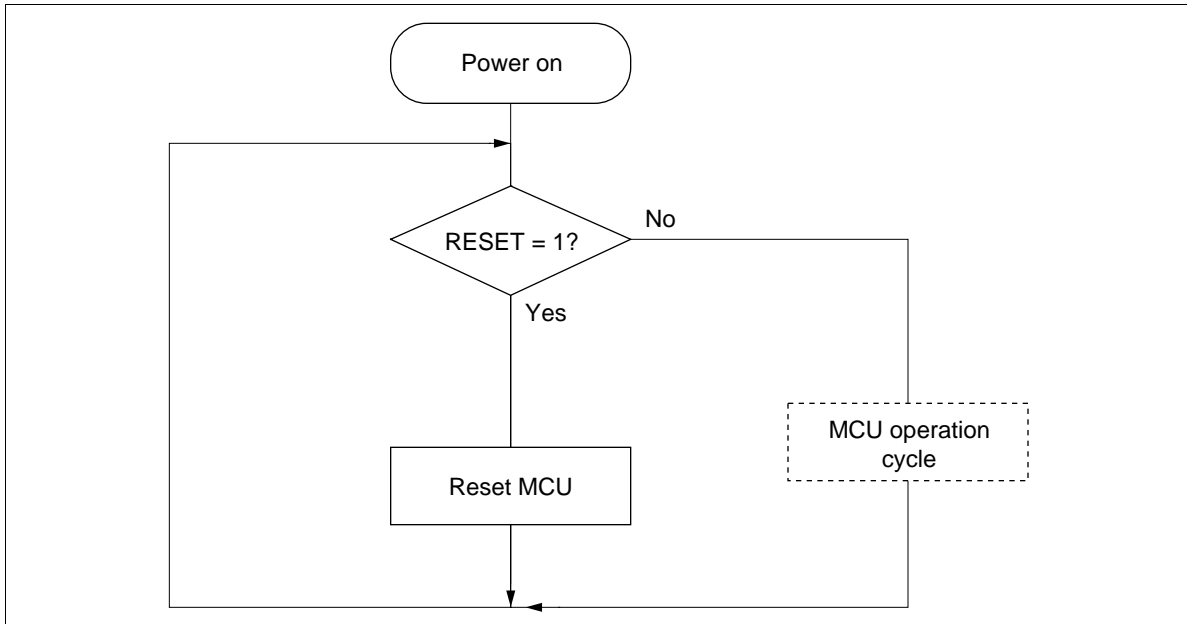 Power on
RESET = 1?
No
Yes
MCU operation
cycle
Reset MCU